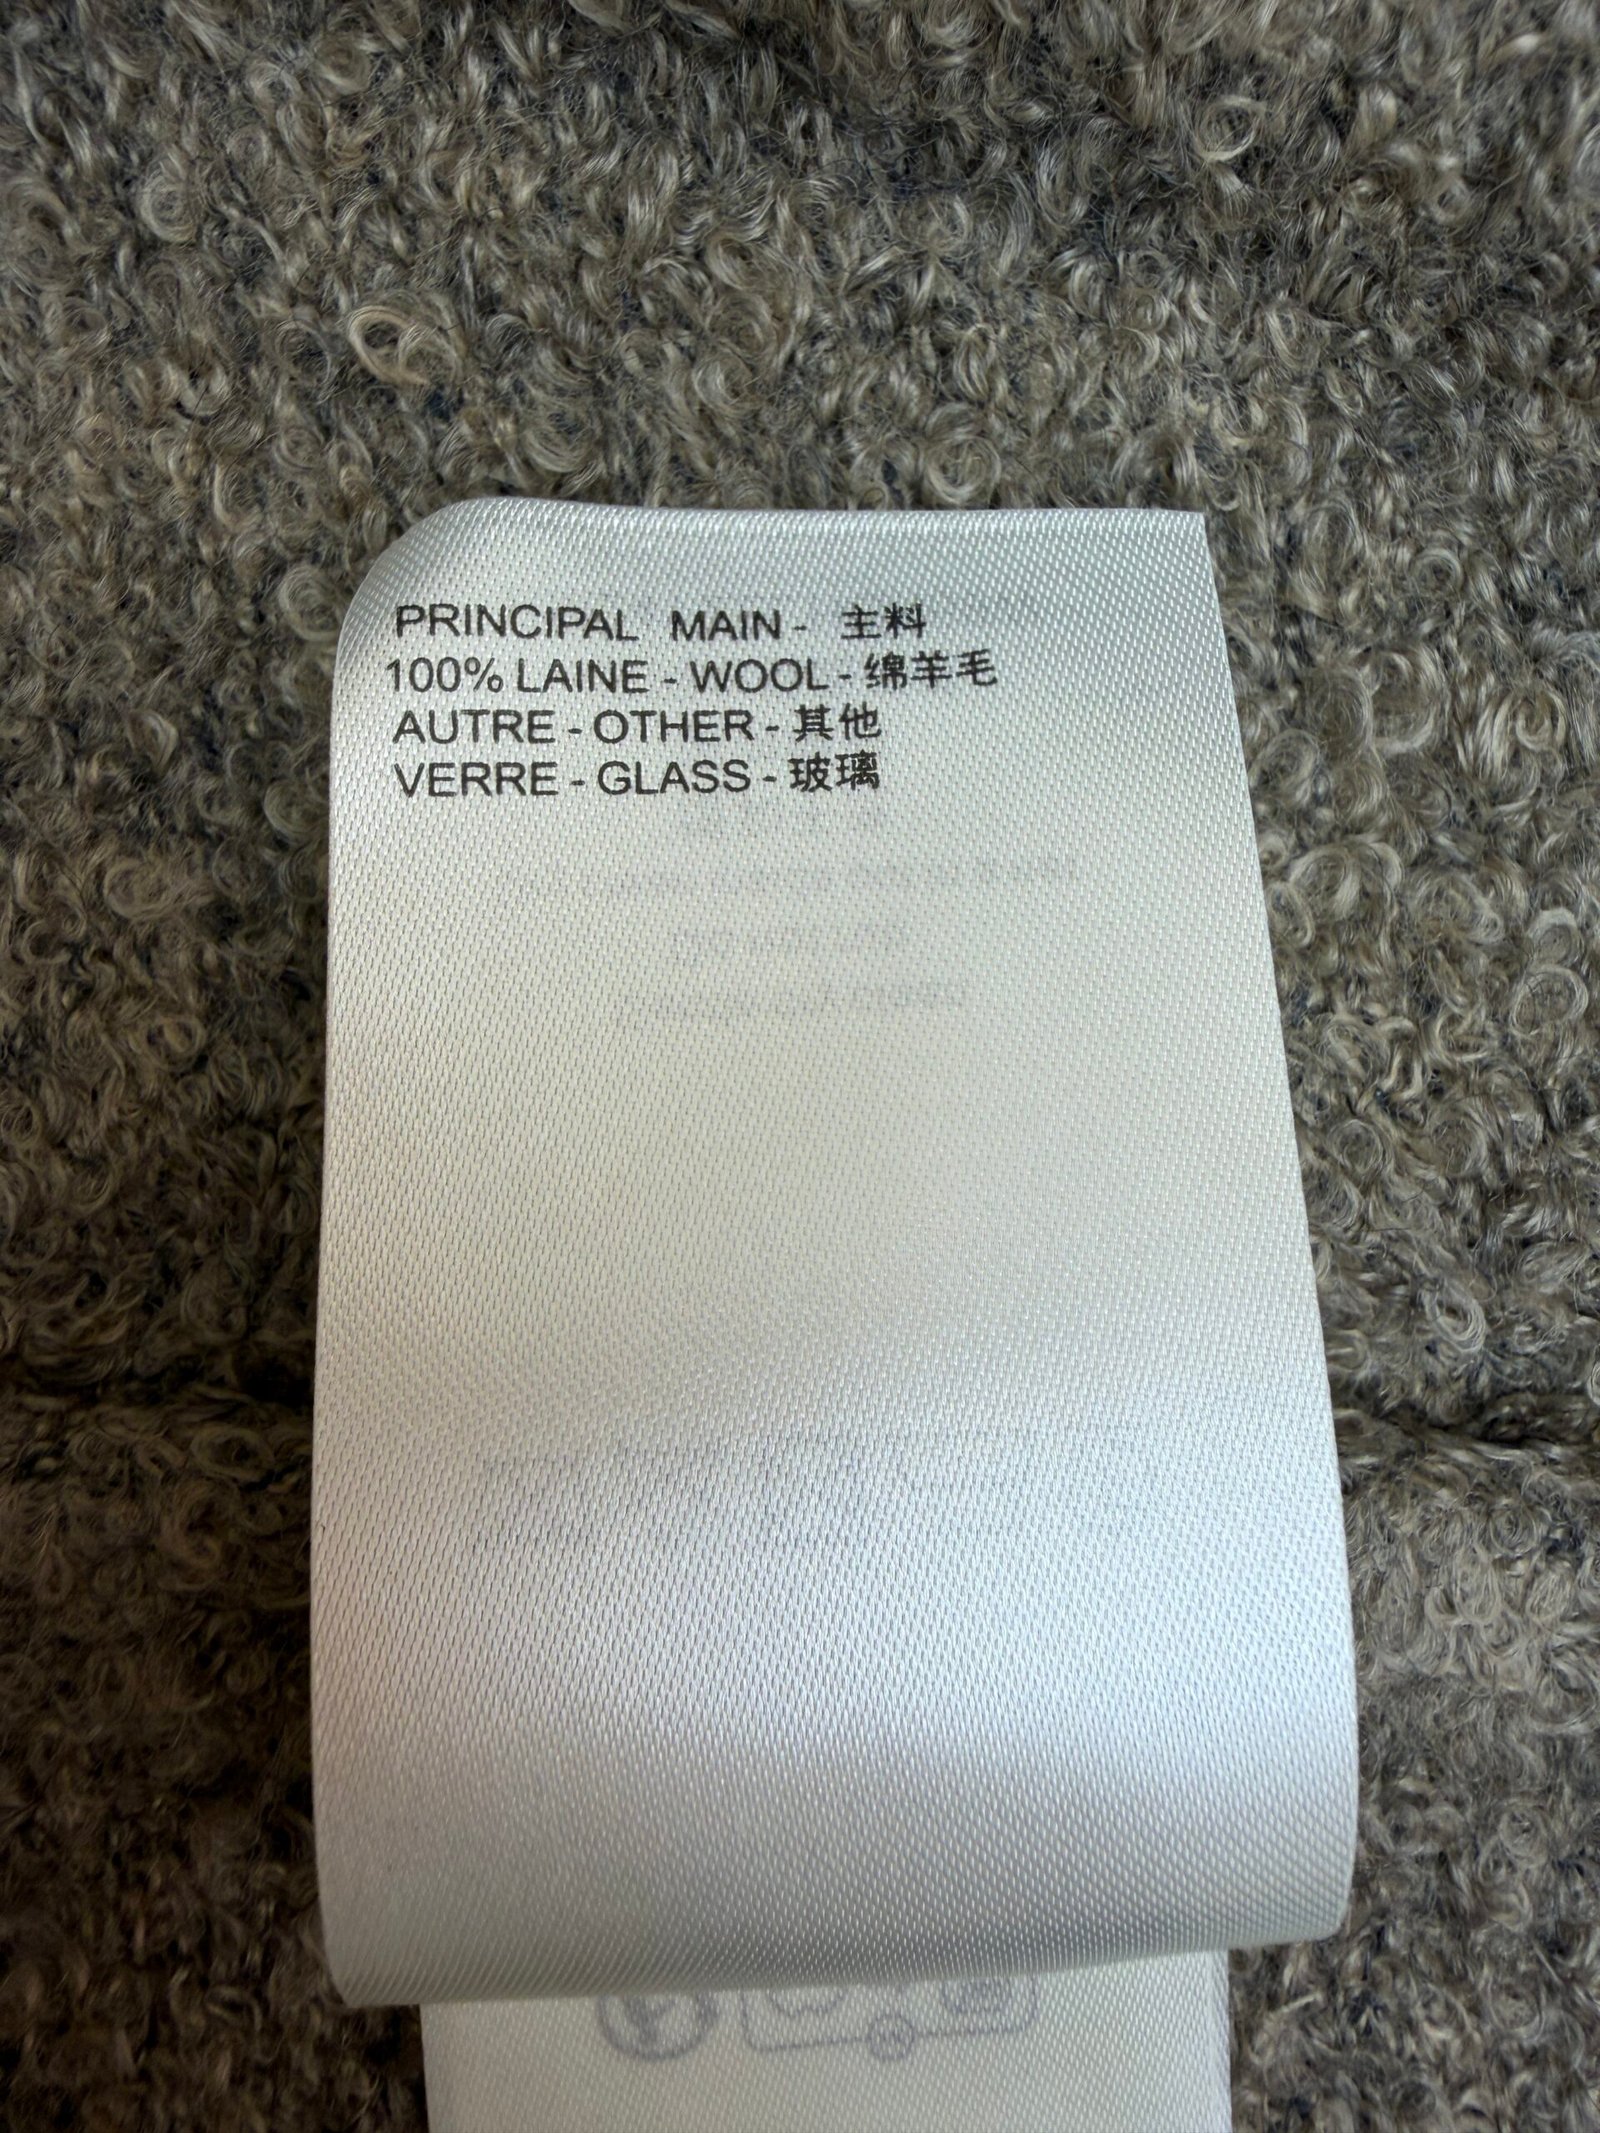 PRINCIPAL MAIN - 主料
100% LAINE - WOOL - 绵羊毛
AUTRE - OTHER - 其他
VERRE - GLASS - 玻璃